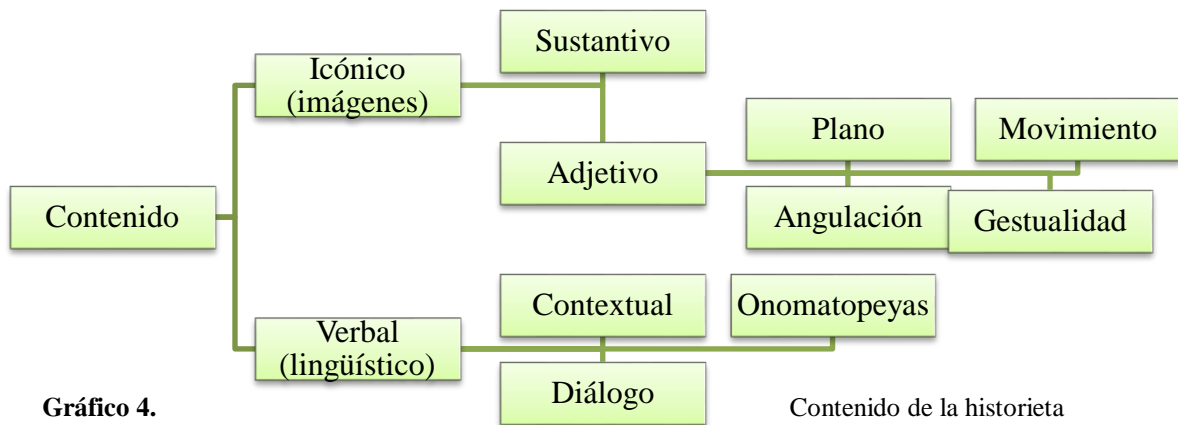 Sustantivo
Icónico
(imágenes)
Plano
Movimiento
Adjetivo
Contenido
Angulación
Gestualidad
Contextual
Onomatopeyas
Verbal
(lingüístico)
Diálogo
Gráfico 4.
Contenido de la historieta